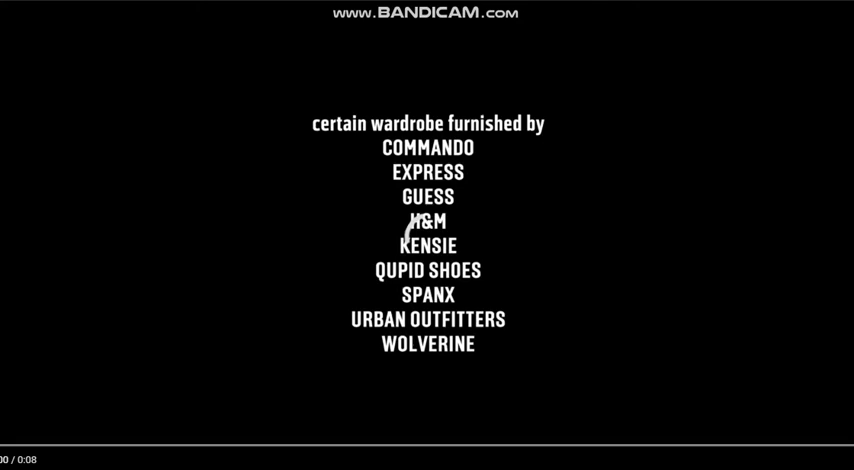 www.BANDICAM.com
certain wardrobe furnished by
COMMANDO
EXPRESS
GUESS
H&M
KENSIE
QUPID SHOES
SPANX
URBAN OUTFITTERS
WOLVERINE
00 / 0:08